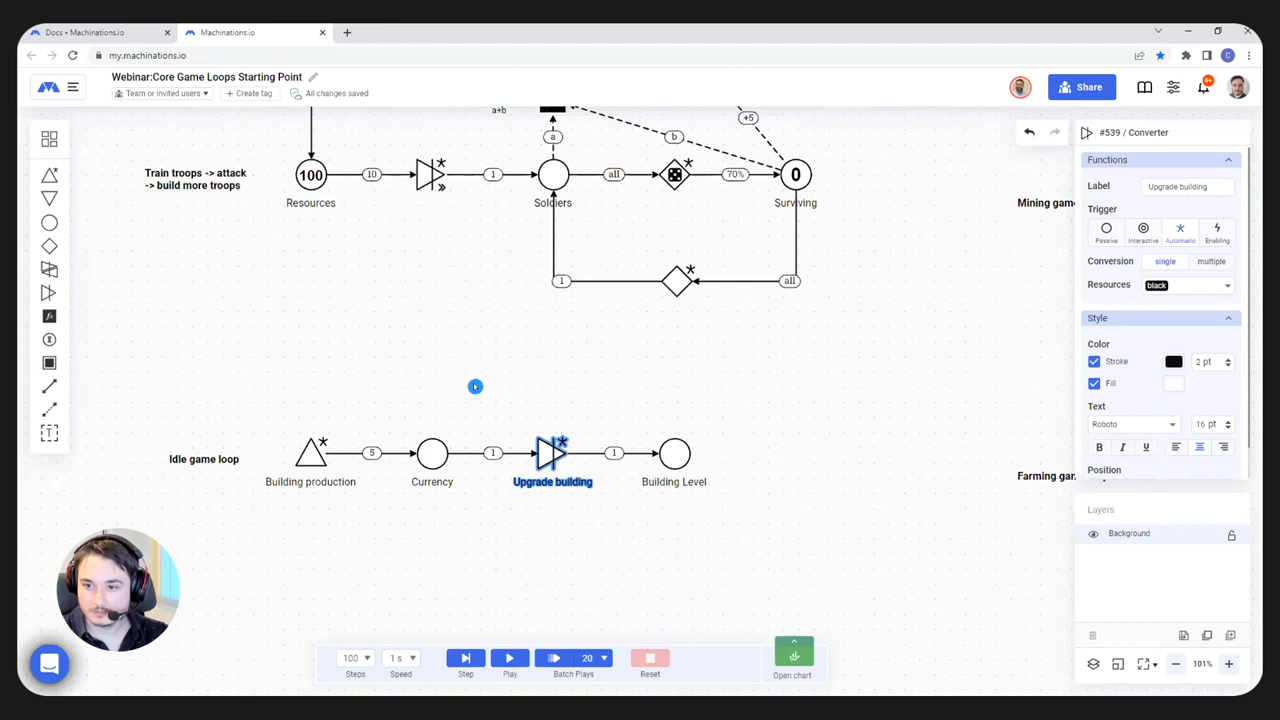 Docs • Machinations.io
Machinations.io
my.machinations.io
C
Webinar:Core Game Loops Starting Point
Team or invited users
+ Create tag
All changes saved
Share
9+
#539 / Converter
Functions
Label
Upgrade building
Trigger
Passive
Interactive
Automatic
Enabling
Conversion
single
multiple
Resources
black
Style
Color
Stroke
2 pt
Fill
Text
Roboto
16 pt
B
I
U
Position
Layers
Background
a+b
a
b
+5
Train troops -> attack
-> build more troops
100
10
1
all
70%
0
Resources
Soldiers
Surviving
1
all
Mining gam
Idle game loop
5
1
1
Building production
Currency
Upgrade building
Building Level
Farming gam
100
1 s
20
Steps
Speed
Step
Play
Batch Plays
Reset
Open chart
101%